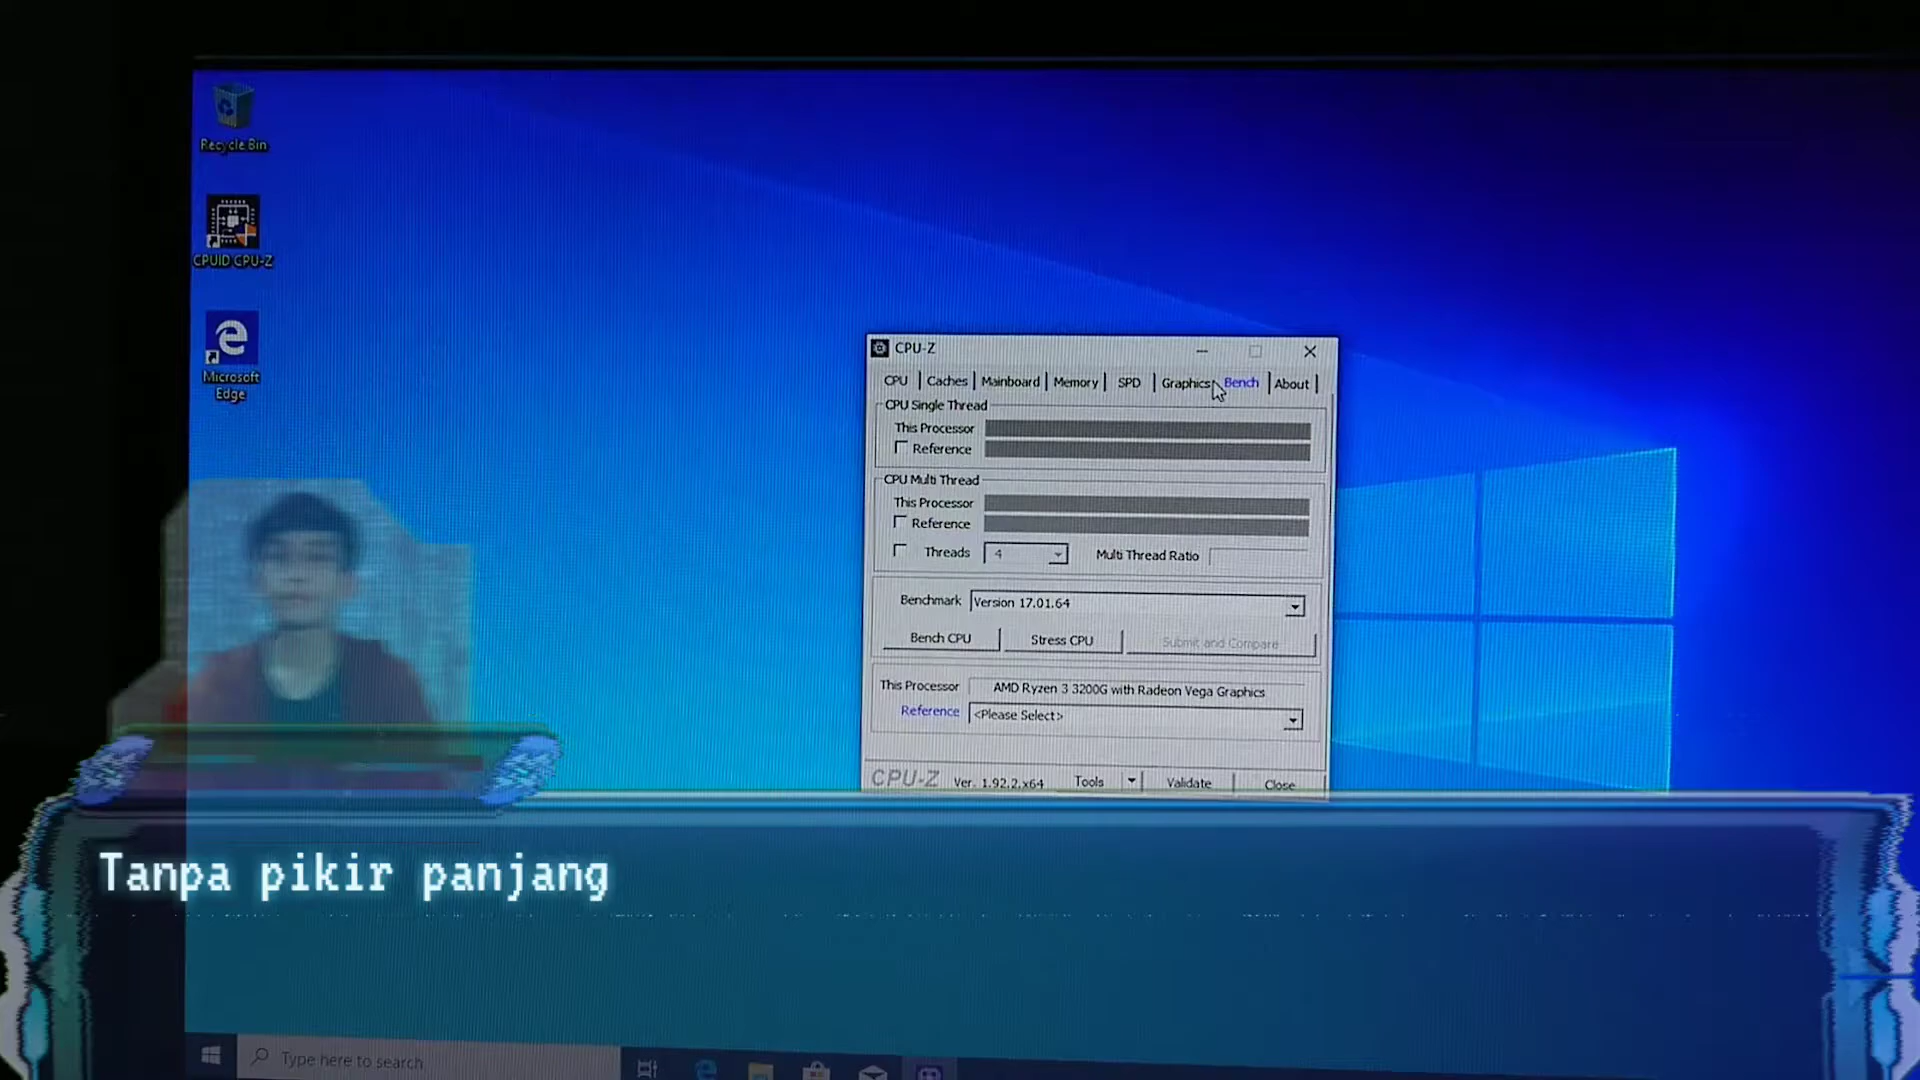 Recycle Bin
CPUID CPU-Z
Microsoft
Edge
CPU-Z
CPU Caches Mainboard Memory SPD Graphics Bench About
CPU Single Thread
This Processor
Reference
CPU Multi Thread
This Processor
Reference
Threads 4 Multi Thread Ratio
Benchmark Version 17.01.64
Bench CPU Stress CPU Submit and Compare
This Processor AMD Ryzen 3 3200G with Radeon Vega Graphics
Reference <Please Select>
CPU-Z Ver. 1.92.2.x64 Tools Validate Close
Tanpa pikir panjang
Type here to search